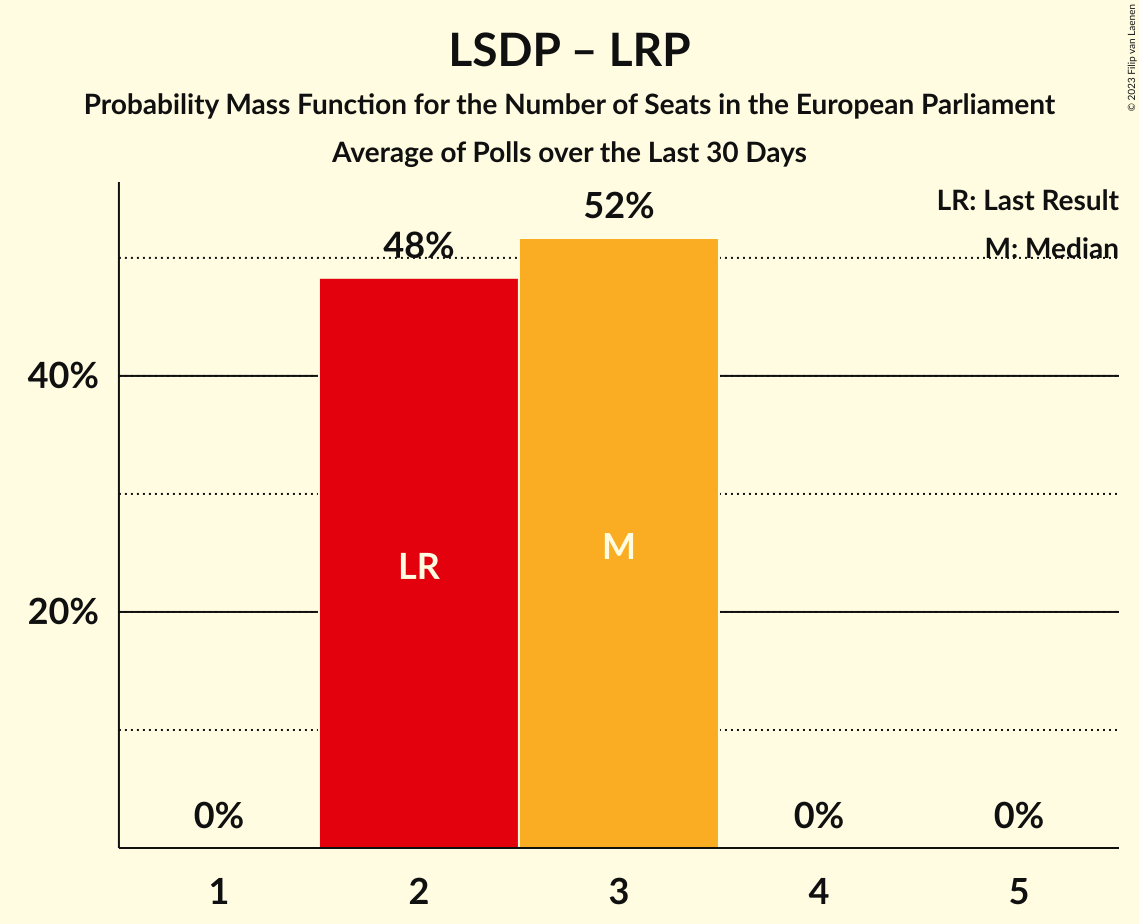 LSDP – LRP
Probability Mass Function for the Number of Seats in the European Parliament
Average of Polls over the Last 30 Days
© 2023 Filip van Laenen
LR: Last Result
M: Median
52%
48%
40%
20%
LR
M
0%
0%
0%
1
2
3
4
5